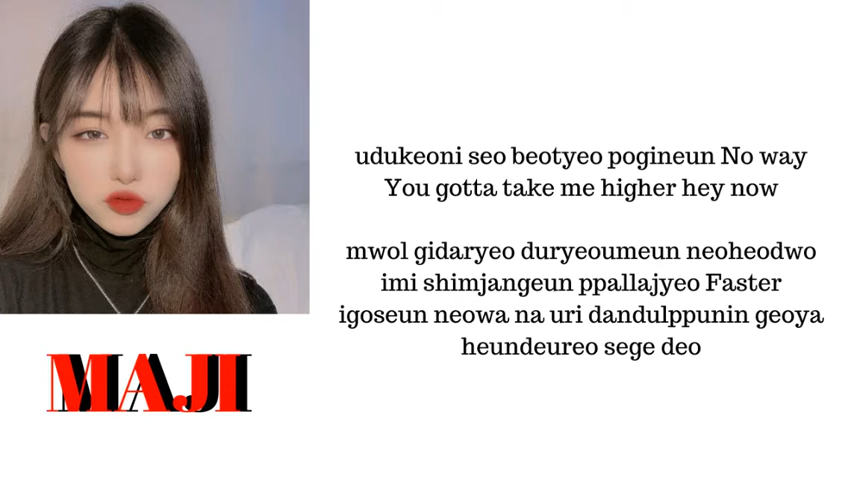 udukeoni seo beotyeo pogineun No way
You gotta take me higher hey now
mwol gidaryeo duryeoumeun neoheodwo
imi shimjangeun ppallajyeo Faster
igoseun neowa na uri dandulppunin geoya
heundeureo sege deo
MAJI